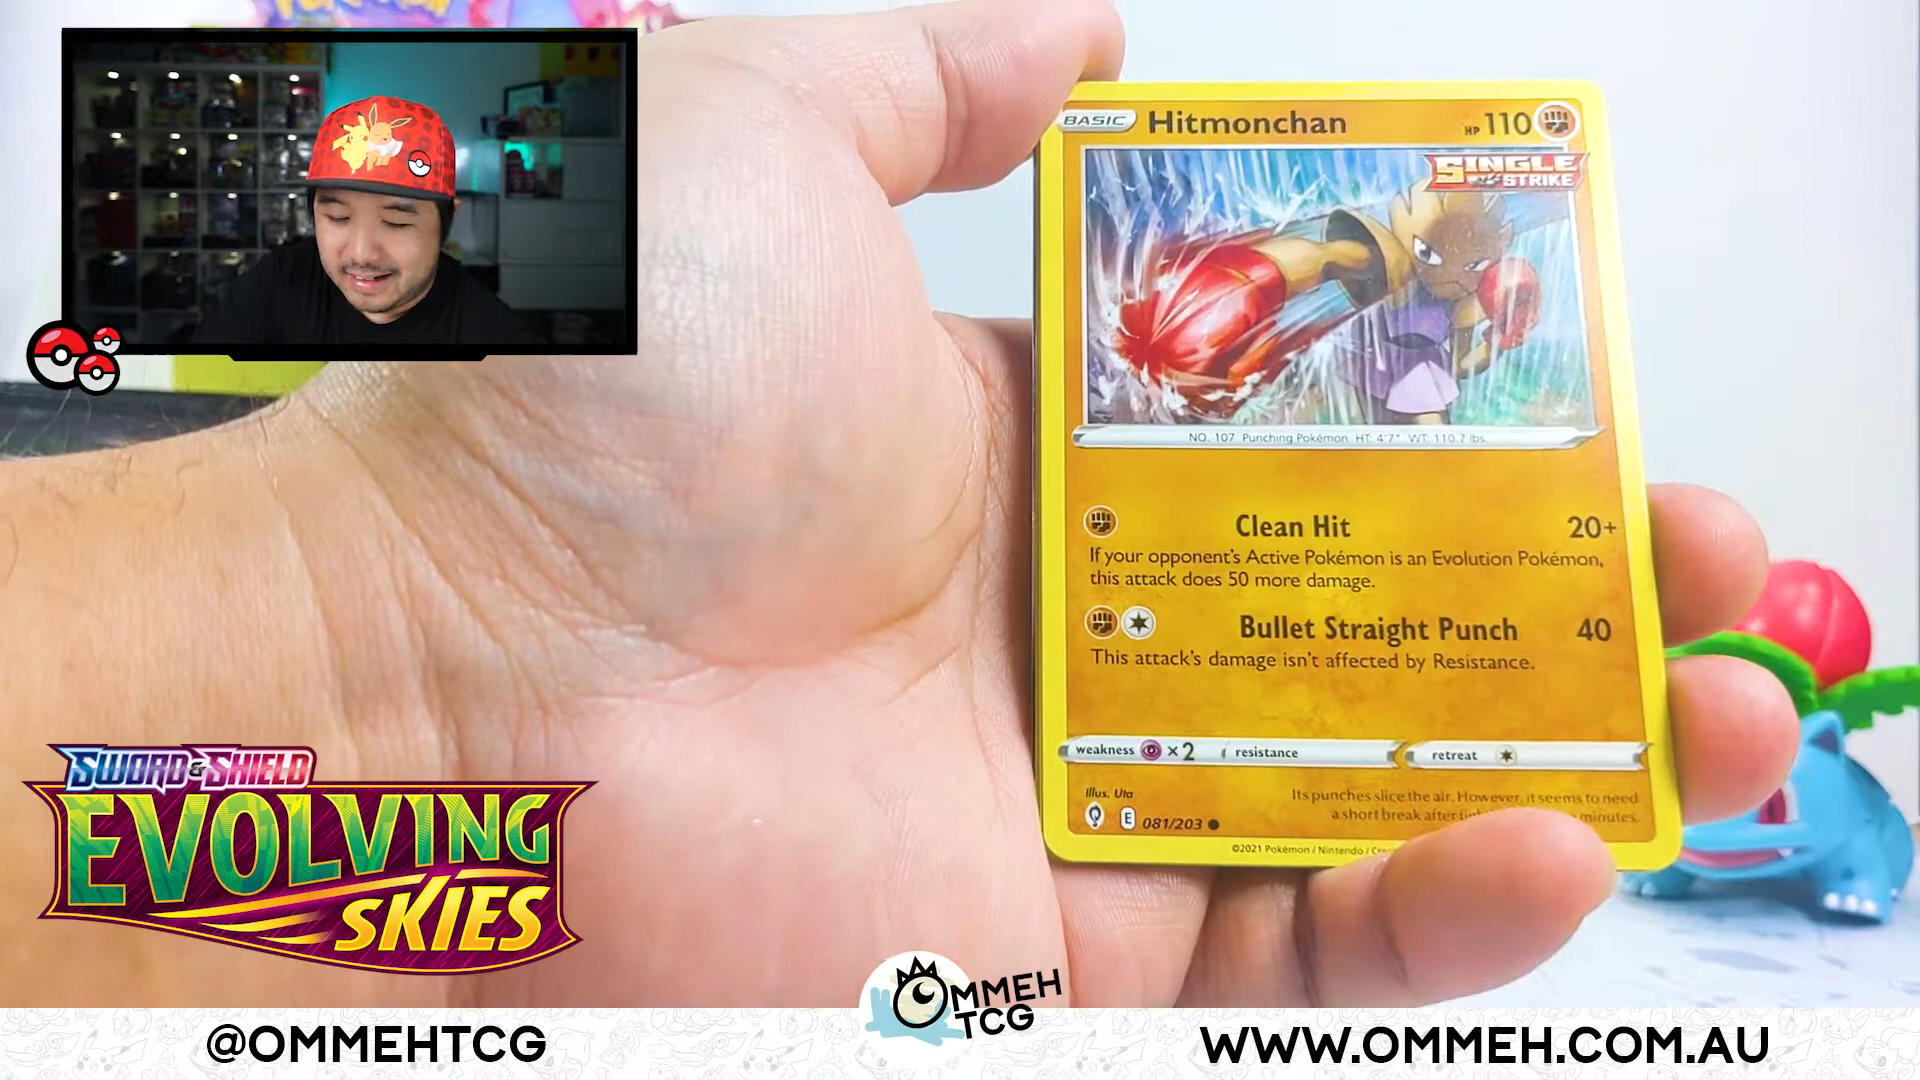 BASIC Hitmonchan HP 110
SINGLE
STRIKE
NO. 107 Punching Pokémon HT: 4'7" WT: 110.7 lbs.
Clean Hit 20+
If your opponent's Active Pokémon is an Evolution Pokémon,
this attack does 50 more damage.
Bullet Straight Punch 40
This attack's damage isn't affected by Resistance.
weakness ×2 resistance retreat
Illus. Uta
Its punches slice the air. However, it seems to need
a short break after minutes.
E 081/203
©2021 Pokémon / Nintendo /
SWORD & SHIELD
EVOLVING
SKIES
OMMEH
TCG
@OMMEHTCG
WWW.OMMEH.COM.AU